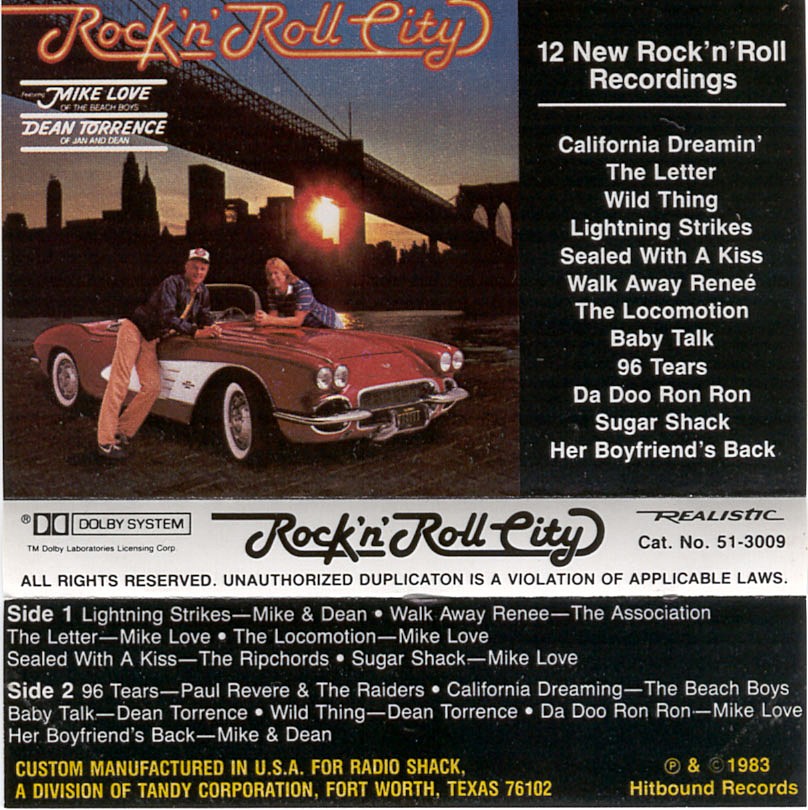 Rock'n'Roll City
Featuring
MIKE LOVE
OF THE BEACH BOYS
DEAN TORRENCE
OF JAN AND DEAN
12 New Rock'n'Roll
Recordings
California Dreamin'
The Letter
Wild Thing
Lightning Strikes
Sealed With A Kiss
Walk Away Reneé
The Locomotion
Baby Talk
96 Tears
Da Doo Ron Ron
Sugar Shack
Her Boyfriend's Back
® DOLBY SYSTEM
TM Dolby Laboratories Licensing Corp.
Rock'n'Roll City
REALISTIC
Cat. No. 51-3009
ALL RIGHTS RESERVED. UNAUTHORIZED DUPLICATON IS A VIOLATION OF APPLICABLE LAWS.
Side 1 Lightning Strikes—Mike & Dean • Walk Away Renee—The Association
The Letter—Mike Love • The Locomotion—Mike Love
Sealed With A Kiss—The Ripchords • Sugar Shack—Mike Love
Side 2 96 Tears—Paul Revere & The Raiders • California Dreaming—The Beach Boys
Baby Talk—Dean Torrence • Wild Thing—Dean Torrence • Da Doo Ron Ron—Mike Love
Her Boyfriend's Back—Mike & Dean
CUSTOM MANUFACTURED IN U.S.A. FOR RADIO SHACK,
A DIVISION OF TANDY CORPORATION, FORT WORTH, TEXAS 76102
℗ & © 1983
Hitbound Records